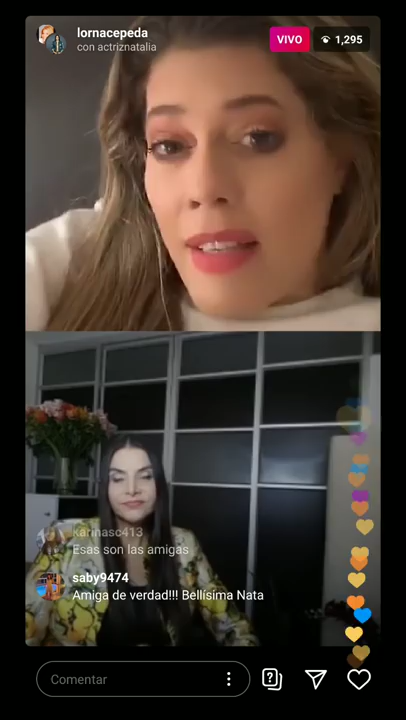 lornacepeda
con actriznatalia
VIVO
1,295
karinasc413
Esas son las amigas
saby9474
Amiga de verdad!!! Bellísima Nata
Comentar